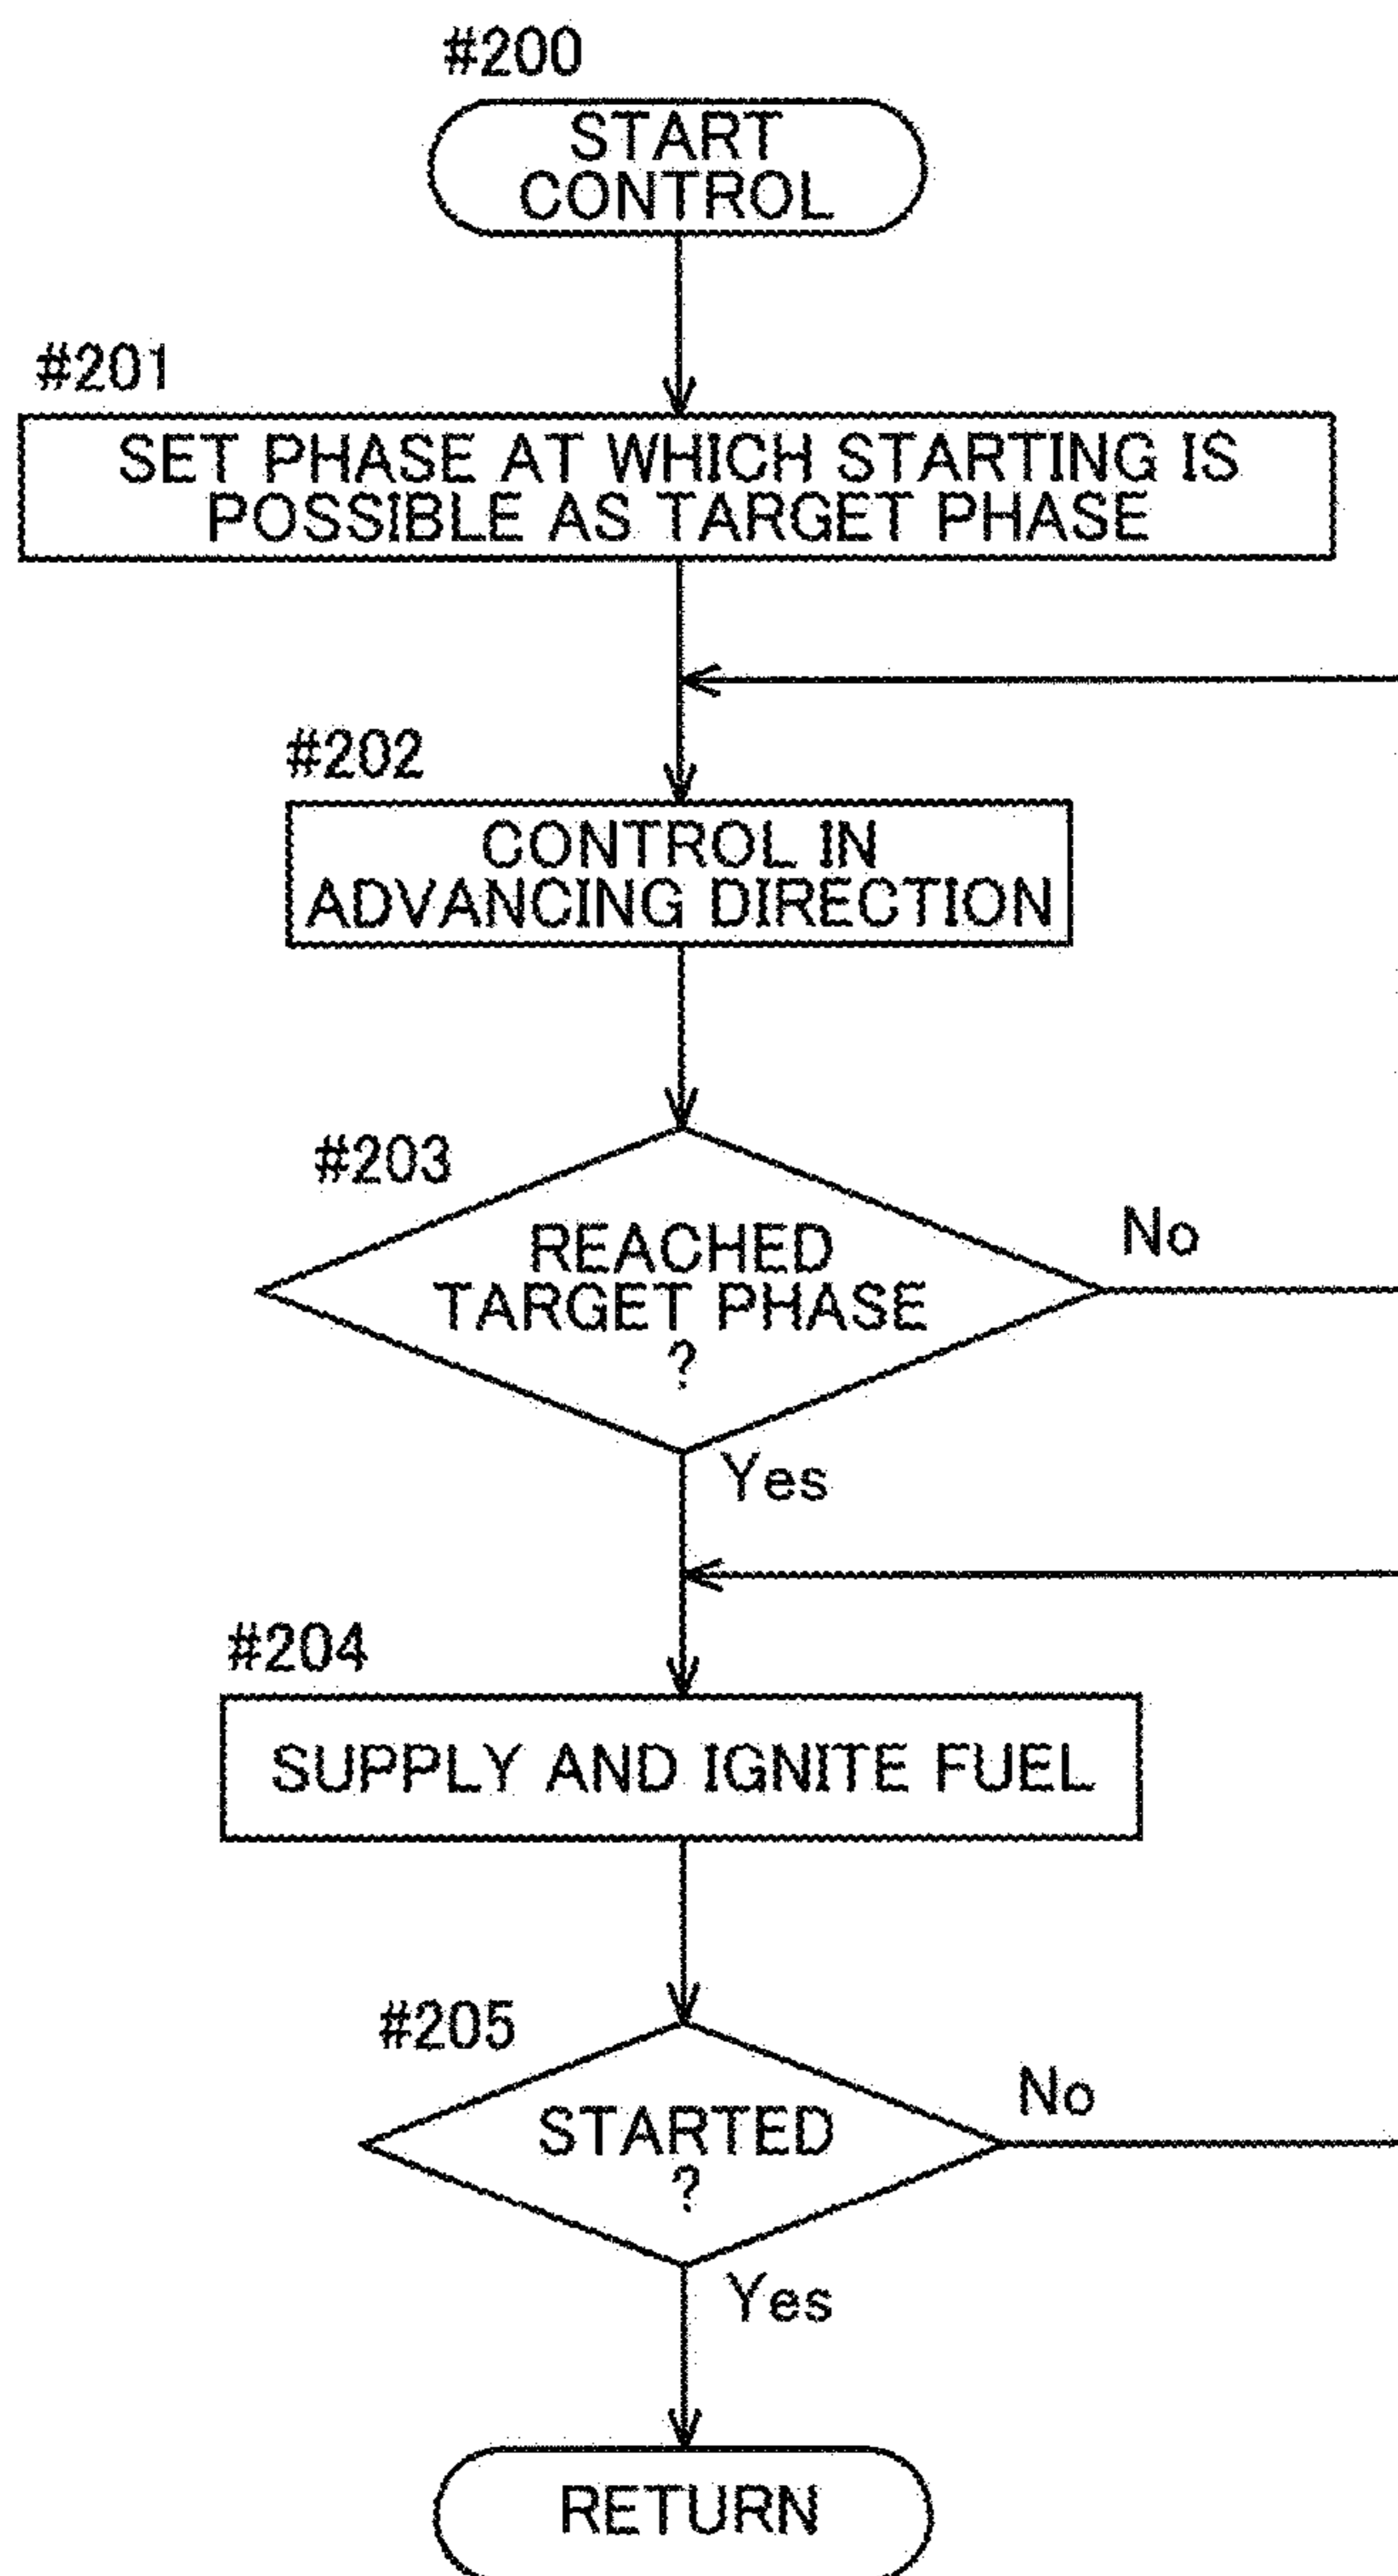 #200
START
CONTROL
#201
SET PHASE AT WHICH STARTING IS
POSSIBLE AS TARGET PHASE
#202
CONTROL IN
ADVANCING DIRECTION
#203
REACHED
TARGET PHASE
?
No
Yes
#204
SUPPLY AND IGNITE FUEL
#205
STARTED
?
No
Yes
RETURN